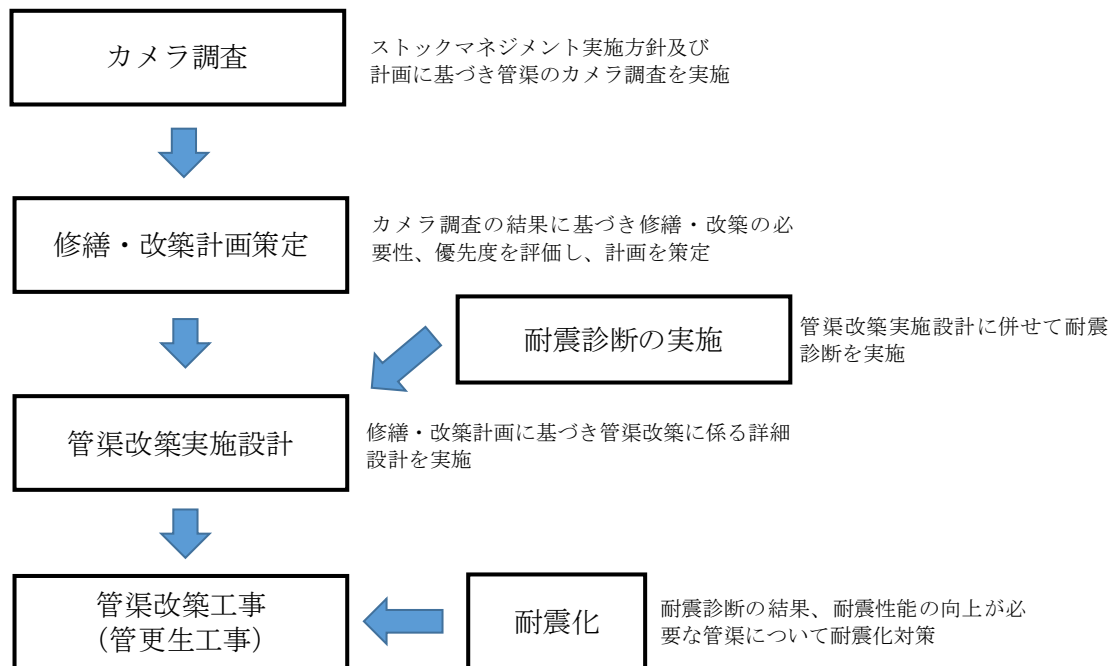 カメラ調査
ストックマネジメント実施方針及び
計画に基づき管渠のカメラ調査を実施
修繕・改築計画策定
カメラ調査の結果に基づき修繕・改築の必
要性、優先度を評価し、計画を策定
耐震診断の実施
管渠改築実施設計に併せて耐震
診断を実施
管渠改築実施設計
修繕・改築計画に基づき管渠改築に係る詳細
設計を実施
管渠改築工事
(管更生工事)
耐震化
耐震診断の結果、耐震性能の向上が必
要な管渠について耐震化対策